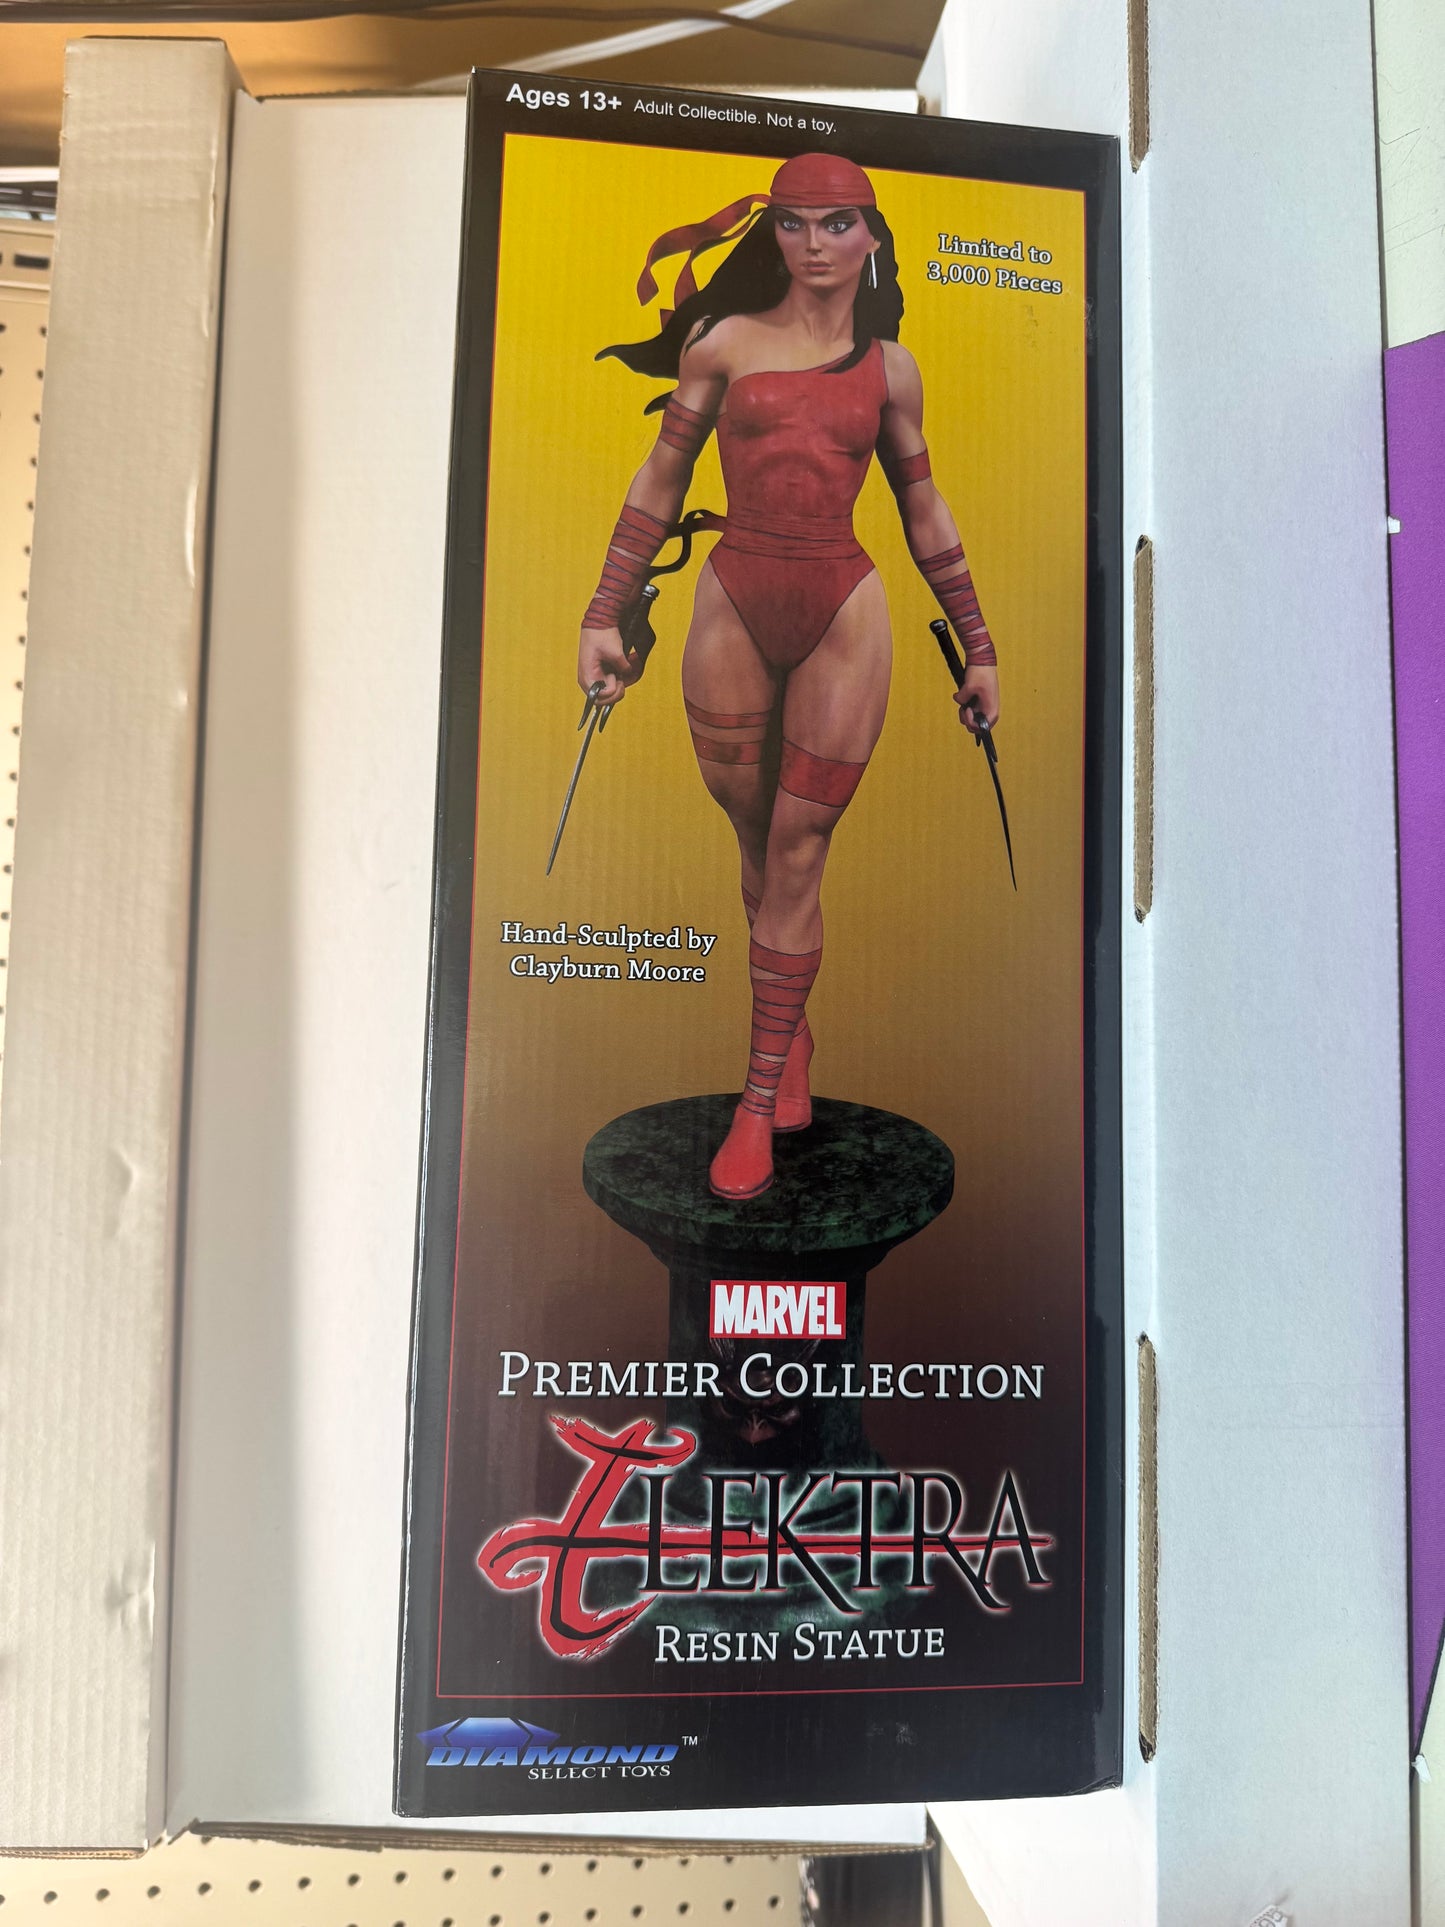 Ages 13+ Adult Collectible. Not a toy.
Limited to
3,000 Pieces
Hand-Sculpted by
Clayburn Moore
MARVEL
PREMIER COLLECTION
ELEKTRA
RESIN STATUE
DIAMOND™
SELECT TOYS